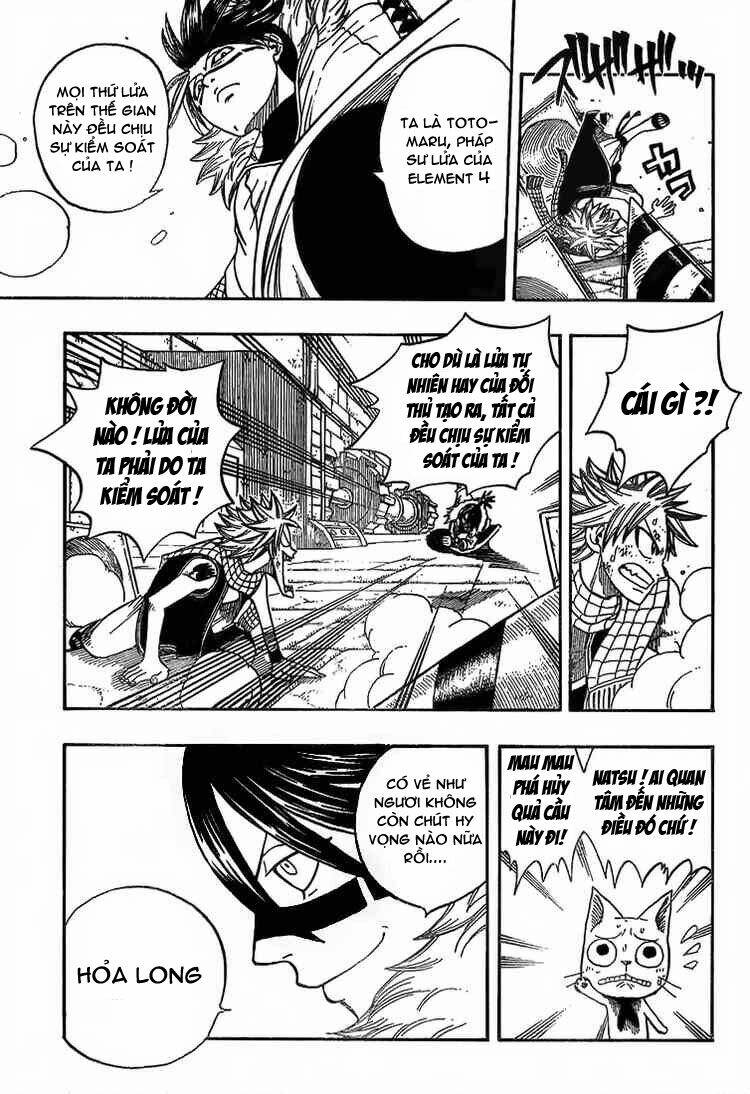 TA LÀ TOTO-
MARU, PHÁP
SƯ LỬA CỦA
ELEMENT 4
MỌI THỨ LỬA
TRÊN THẾ GIAN
NÀY ĐỀU CHỊU
SỰ KIỂM SOÁT
CỦA TA !
CÁI GÌ ?!
CHO DÙ LÀ LỬA TỰ
NHIÊN HAY CỦA ĐỐI
THỦ TẠO RA, TẤT CẢ
ĐỀU CHỊU SỰ KIỂM
SOÁT CỦA TA !
KHÔNG ĐỜI
NÀO ! LỬA CỦA
TA PHẢI DO TA
KIỂM SOÁT !
NATSU ! AI QUAN
TÂM ĐẾN NHỮNG
ĐIỀU ĐÓ CHỨ !
MAU MAU
PHÁ HỦY
QUẢ CẦU
NÀY ĐI!
CÓ VẺ NHƯ
NGƯƠI KHÔNG
CÒN CHÚT HY
VỌNG NÀO NỮA
RỒI....
HỎA LONG